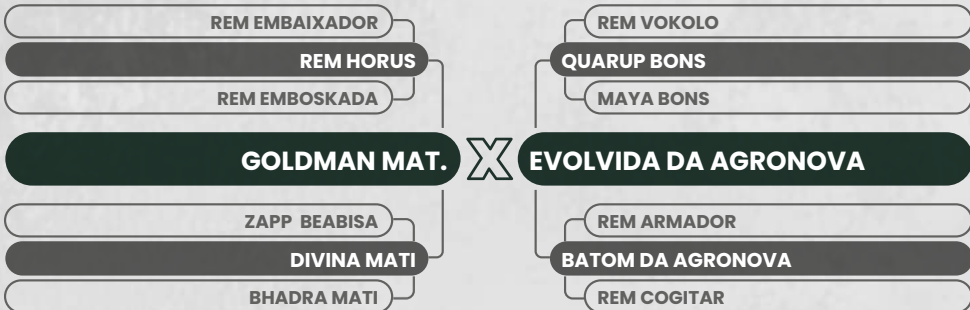 REM EMBAIXADOR
REM HORUS
REM EMBOSKADA
GOLDMAN MAT.
ZAPP BEABISA
DIVINA MATI
BHADRA MATI
X
REM VOKOLO
QUARUP BONS
MAYA BONS
EVOLVIDA DA AGRONOVA
REM ARMADOR
BATOM DA AGRONOVA
REM COGITAR